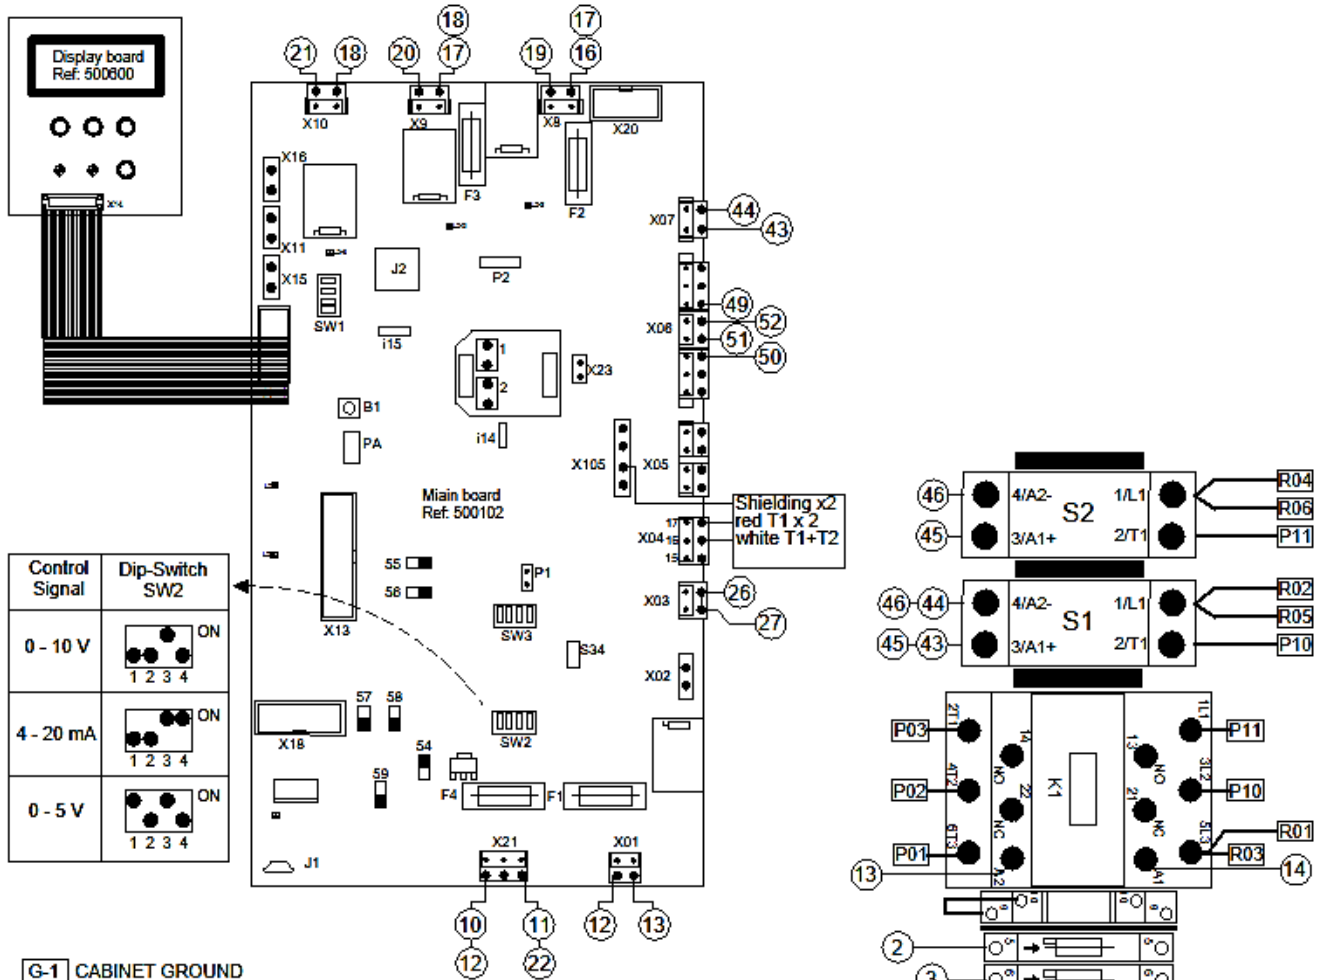 18
17
21
18
20
17
19
16
Display board
Ref: 500600
X10
X9
X8
X20
X16
F3
F2
X14
X11
X07
44
43
J2
P2
X15
SW1
i15
49
X06
52
51
50
1
2
X23
B1
PA
i14
X105
X05
Miain board
Ref: 500102
Shielding x2
red T1 x 2
white T1+T2
17
X04
16
15
46
4/A2-
S2
1/L1
R04
R06
45
3/A1+
2/T1
P11
Control
Signal
Dip-Switch
SW2
55
56
P1
X13
SW3
S34
X03
26
27
46
44
4/A2-
S1
1/L1
R02
R05
45
43
3/A1+
2/T1
P10
0 - 10 V
ON
1 2 3 4
X02
57
58
X18
SW2
54
59
4 - 20 mA
ON
1 2 3 4
0 - 5 V
ON
1 2 3 4
F4
F1
P03
2T1
14
NO
13
NO
1L1
P11
P02
4T2
22
NC
K1
21
NC
3L2
P10
P01
6T3
A2
A1
5L3
R01
R03
13
14
J1
X21
X01
10
11
12
13
12
22
2
3
G-1 CABINET GROUND